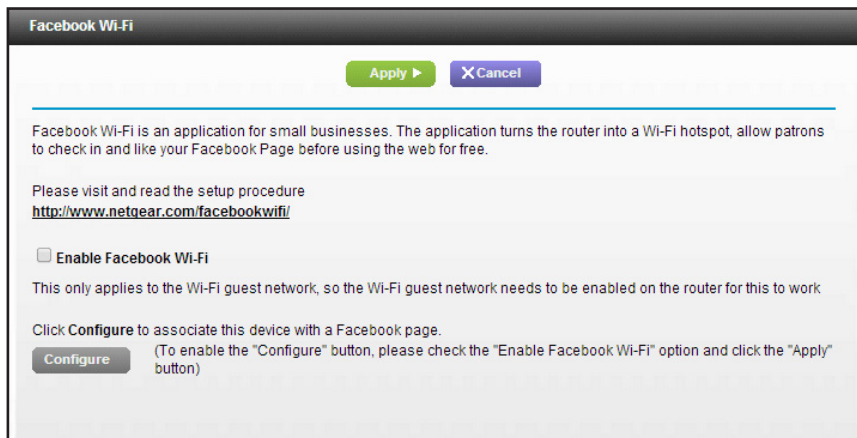 Facebook Wi-Fi
Apply
Cancel
Facebook Wi-Fi is an application for small businesses. The application turns the router into a Wi-Fi hotspot, allow patrons
to check in and like your Facebook Page before using the web for free.
Please visit and read the setup procedure
http://www.netgear.com/facebookwifi/
Enable Facebook Wi-Fi
This only applies to the Wi-Fi guest network, so the Wi-Fi guest network needs to be enabled on the router for this to work
Click Configure to associate this device with a Facebook page.
Configure
(To enable the "Configure" button, please check the "Enable Facebook Wi-Fi" option and click the "Apply"
button)